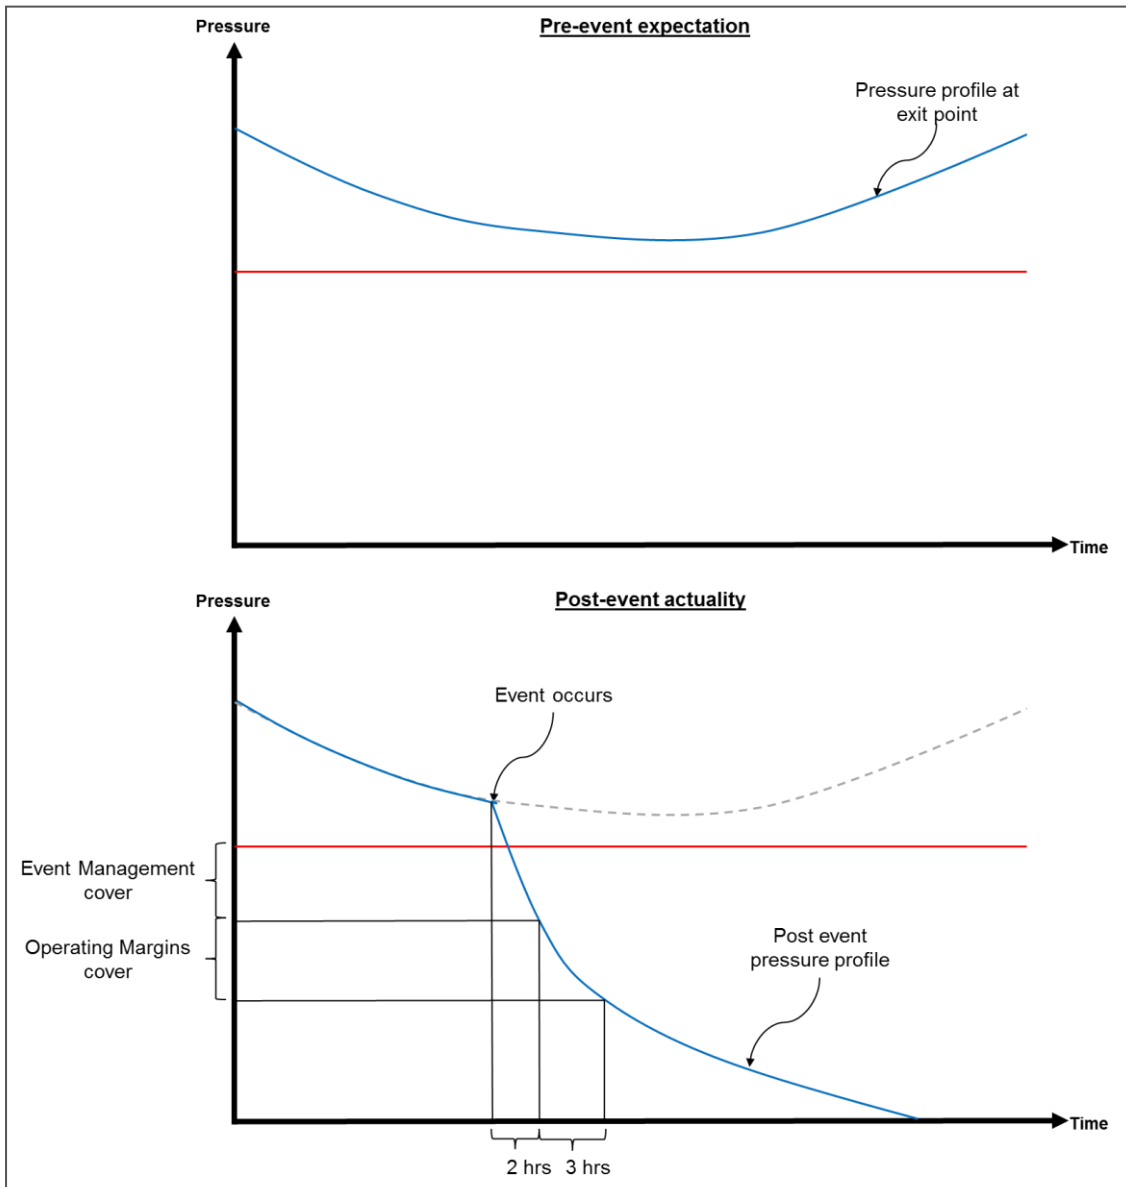 Pre-event expectation
Pressure
Pressure profile at
exit point
Time
Post-event actuality
Pressure
Event occurs
Event Management
cover
Operating Margins
cover
Post event
pressure profile
Time
2 hrs
3 hrs